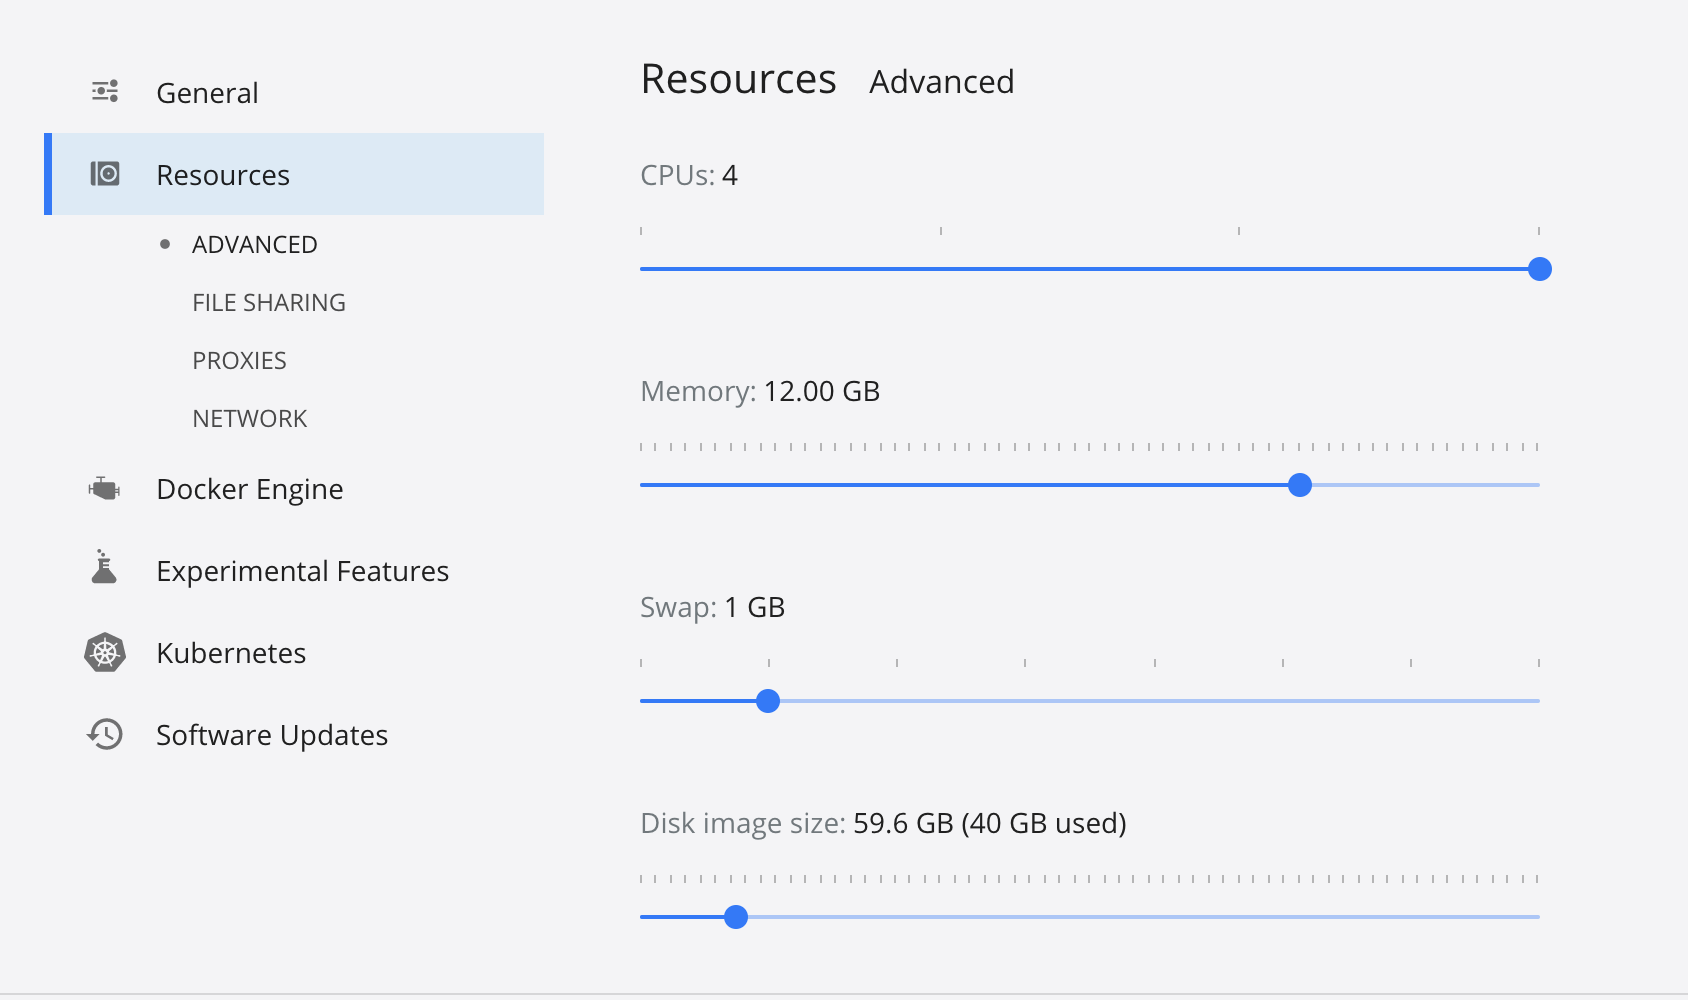 General
Resources
ADVANCED
FILE SHARING
PROXIES
NETWORK
Docker Engine
Experimental Features
Kubernetes
Software Updates
Resources Advanced
CPUs: 4
Memory: 12.00 GB
Swap: 1 GB
Disk image size: 59.6 GB (40 GB used)